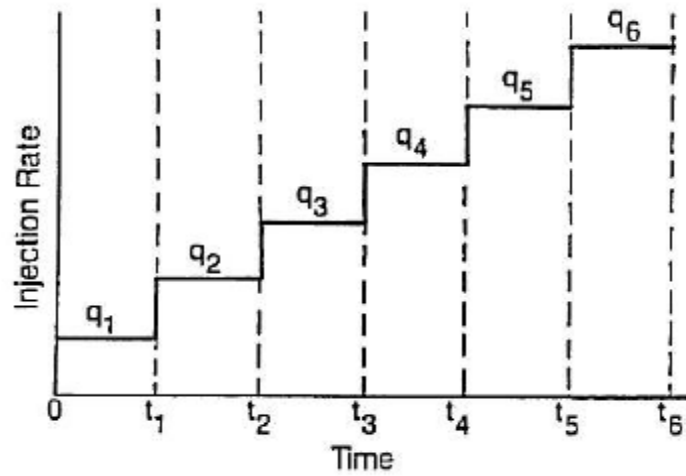 q6
q5
q4
q3
q2
q1
Injection Rate
0 t1 t2 t3 t4 t5 t6
Time